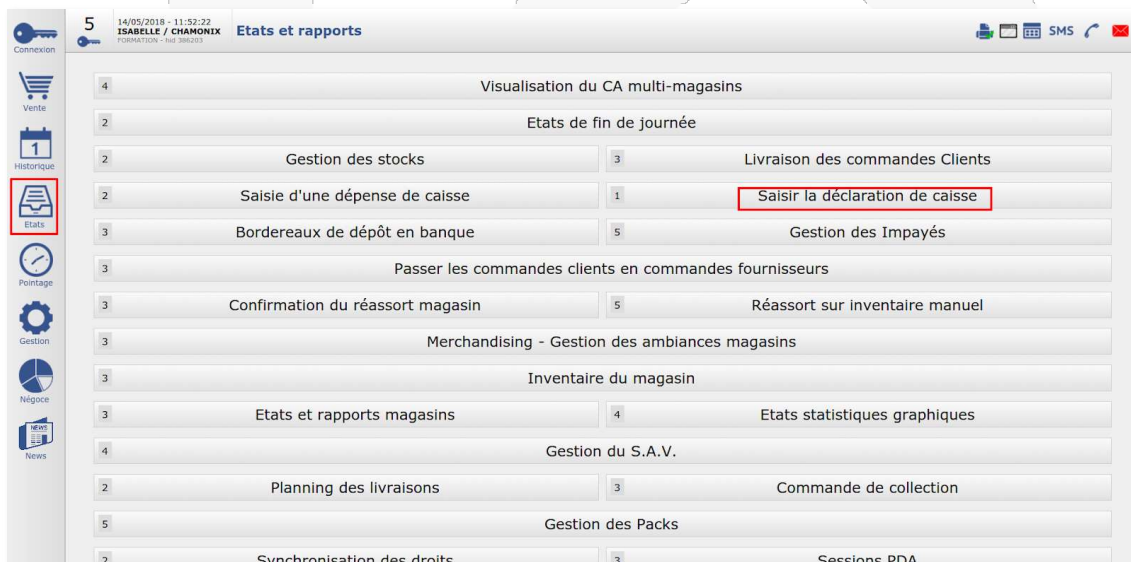 5
14/05/2018 - 11:52:22
ISABELLE / CHAMONIX
FORMATION - hid 386203
Etats et rapports
SMS
Connexion
Vente
1
Historique
Etats
Pointage
Gestion
Négoce
NEWS
News
4 Visualisation du CA multi-magasins
2 Etats de fin de journée
2 Gestion des stocks
3 Livraison des commandes Clients
2 Saisie d'une dépense de caisse
1 Saisir la déclaration de caisse
3 Bordereaux de dépôt en banque
5 Gestion des Impayés
3 Passer les commandes clients en commandes fournisseurs
3 Confirmation du réassort magasin
5 Réassort sur inventaire manuel
3 Merchandising - Gestion des ambiances magasins
3 Inventaire du magasin
3 Etats et rapports magasins
4 Etats statistiques graphiques
4 Gestion du S.A.V.
2 Planning des livraisons
3 Commande de collection
5 Gestion des Packs
2 Synchronisation des droits
3 Sessions PDA